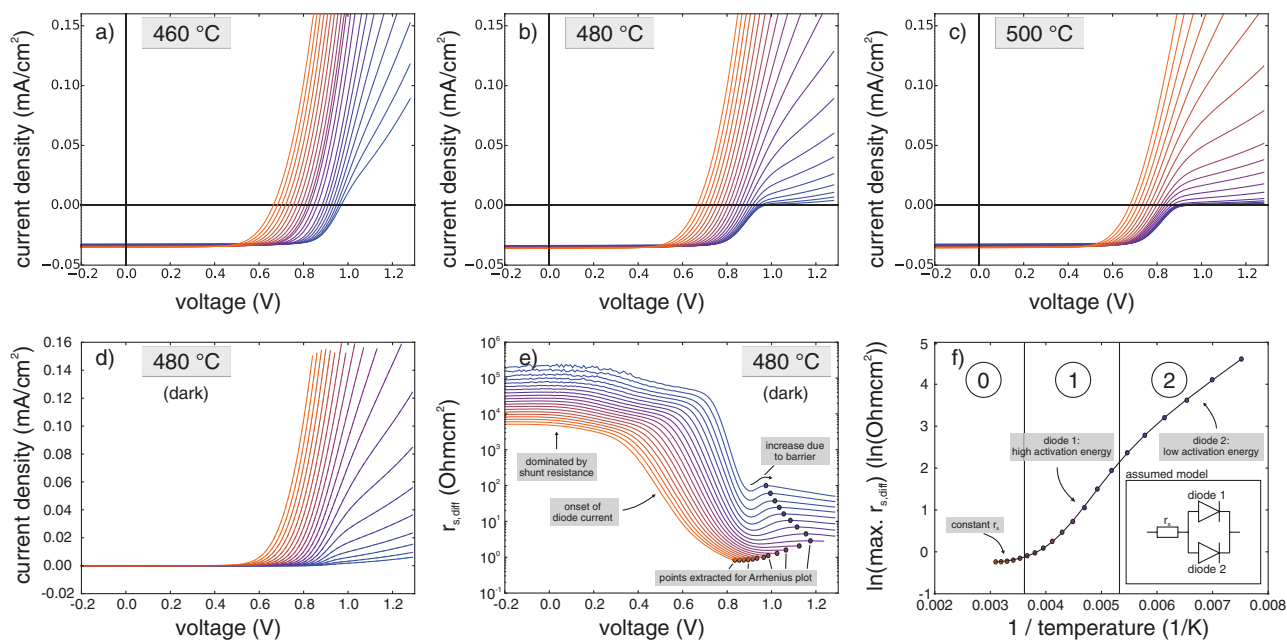 a)
460 °C
current density (mA/cm²)
0.15
0.10
0.05
0.00
−0.05
-0.2
0.0
0.2
0.4
0.6
0.8
1.0
1.2
voltage (V)
b)
480 °C
current density (mA/cm²)
0.15
0.10
0.05
0.00
−0.05
-0.2
0.0
0.2
0.4
0.6
0.8
1.0
1.2
voltage (V)
c)
500 °C
current density (mA/cm²)
0.15
0.10
0.05
0.00
−0.05
-0.2
0.0
0.2
0.4
0.6
0.8
1.0
1.2
voltage (V)
d)
480 °C
(dark)
current density (mA/cm²)
0.16
0.14
0.12
0.10
0.08
0.06
0.04
0.02
0.00
0.02
-0.2
0.0
0.2
0.4
0.6
0.8
1.0
1.2
voltage (V)
e)
480 °C
(dark)
r_s,diff (Ohmcm²)
10⁶
10⁵
10⁴
10³
10²
10¹
10⁰
10⁻¹
dominated by
shunt resistance
onset of
diode current
increase due
to barrier
points extracted for Arrhenius plot
-0.2
0.0
0.2
0.4
0.6
0.8
1.0
1.2
voltage (V)
f)
ln(max. r_s,diff) (ln(Ohmcm²))
5
4
3
2
1
0
-1
0
1
2
diode 1:
high activation energy
diode 2:
low activation energy
constant r_s
assumed model
diode 1
r_s
diode 2
0.002
0.003
0.004
0.005
0.006
0.007
0.008
1 / temperature (1/K)